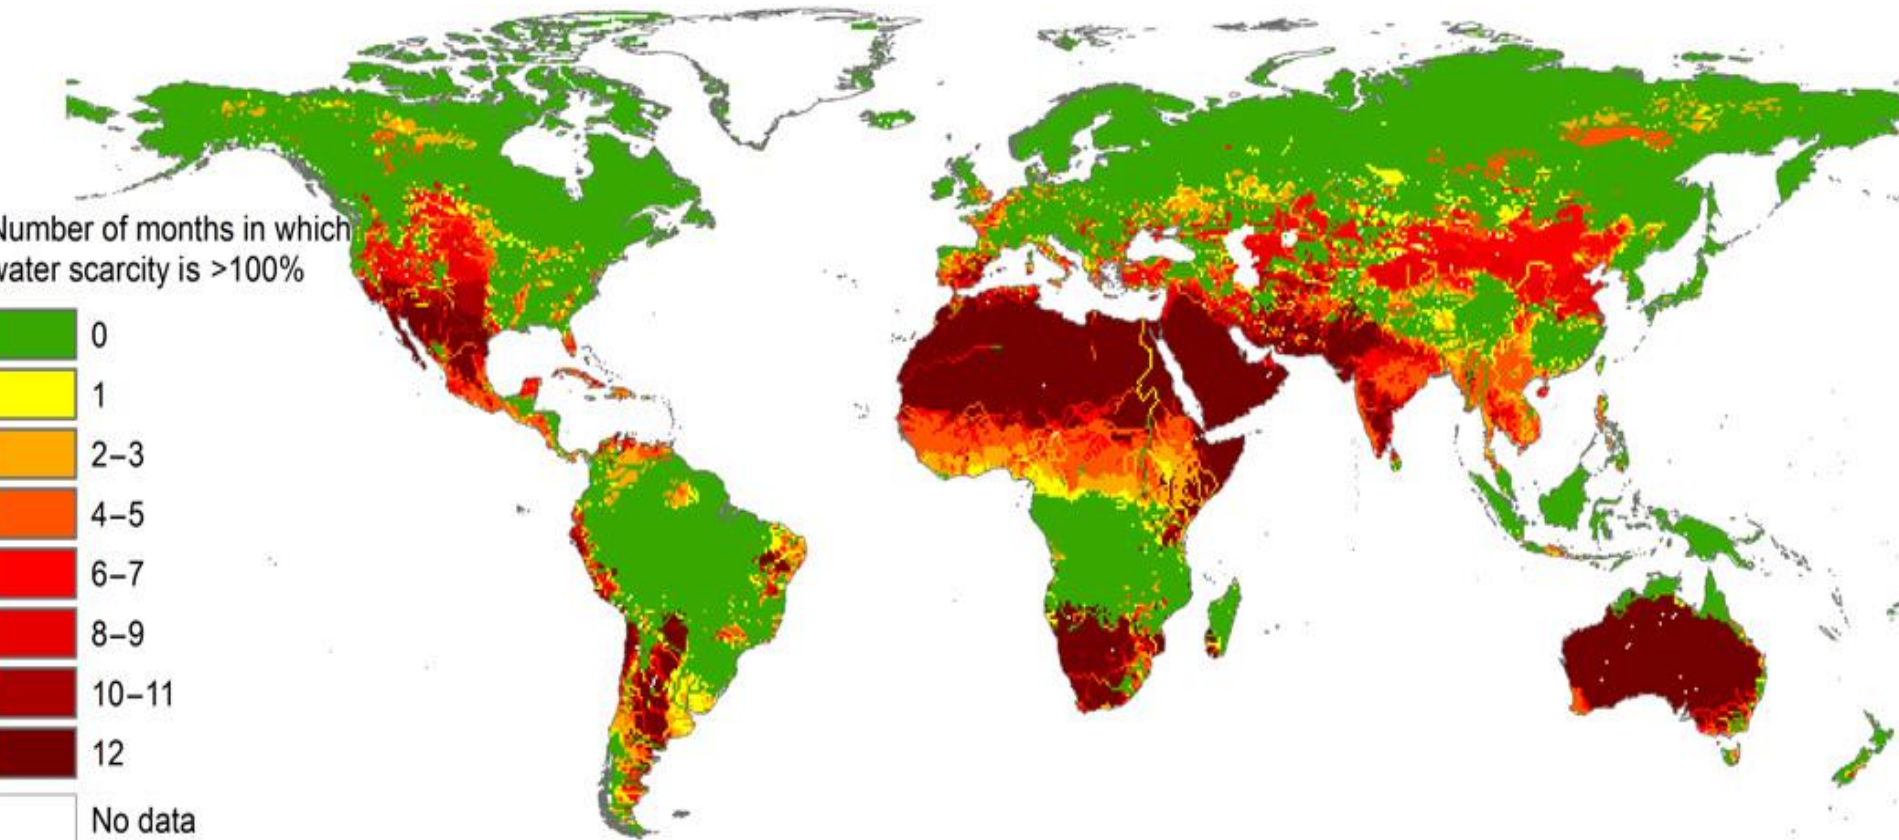 Number of months in which
water scarcity is >100%
0
1
2–3
4–5
6–7
8–9
10–11
12
No data